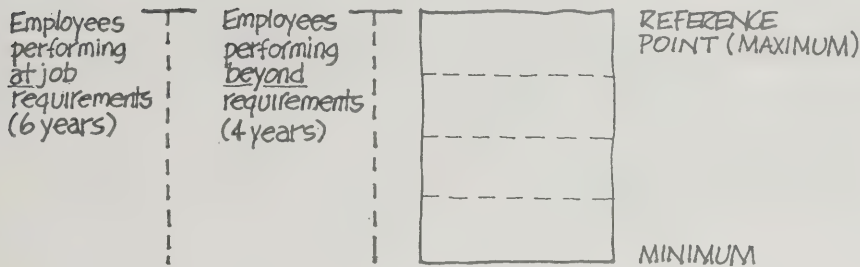 Employees
performing
at job
requirements
(6 years)
Employees
performing
beyond
requirements
(4 years)
REFERENCE
POINT (MAXIMUM)
MINIMUM